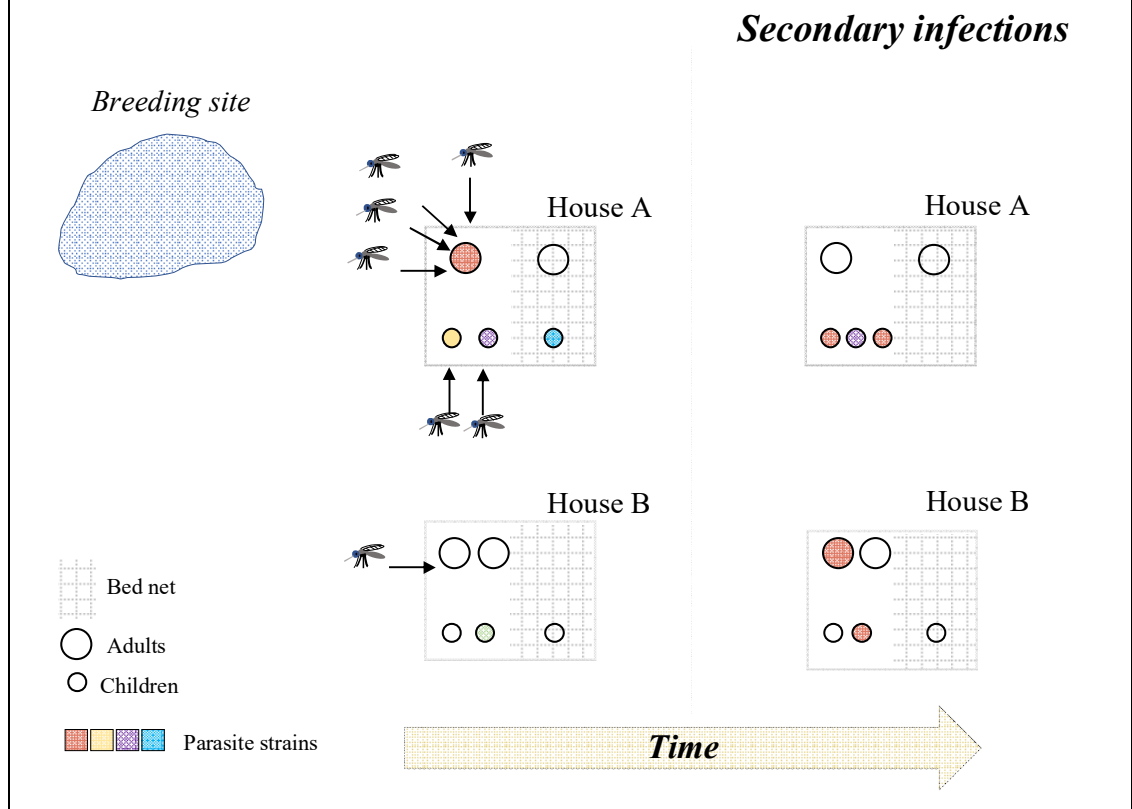 Secondary infections
Breeding site
House A
House A
House B
House B
Bed net
Adults
Children
Parasite strains
Time